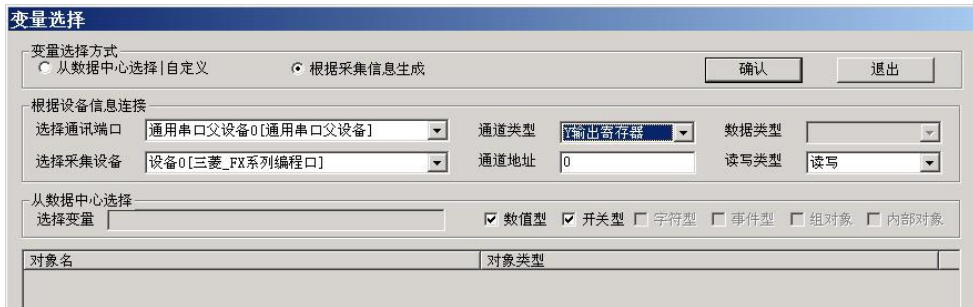 变量选择
变量选择方式
从数据中心选择|自定义 根据采集信息生成 确认 退出
根据设备信息连接
选择通讯端口 通用串口父设备0[通用串口父设备] 通道类型 Y输出寄存器 数据类型
选择采集设备 设备0[三菱_FX系列编程口] 通道地址 0 读写类型 读写
从数据中心选择
选择变量 数值型 开关型 字符型 事件型 组对象 内部对象
对象名 对象类型